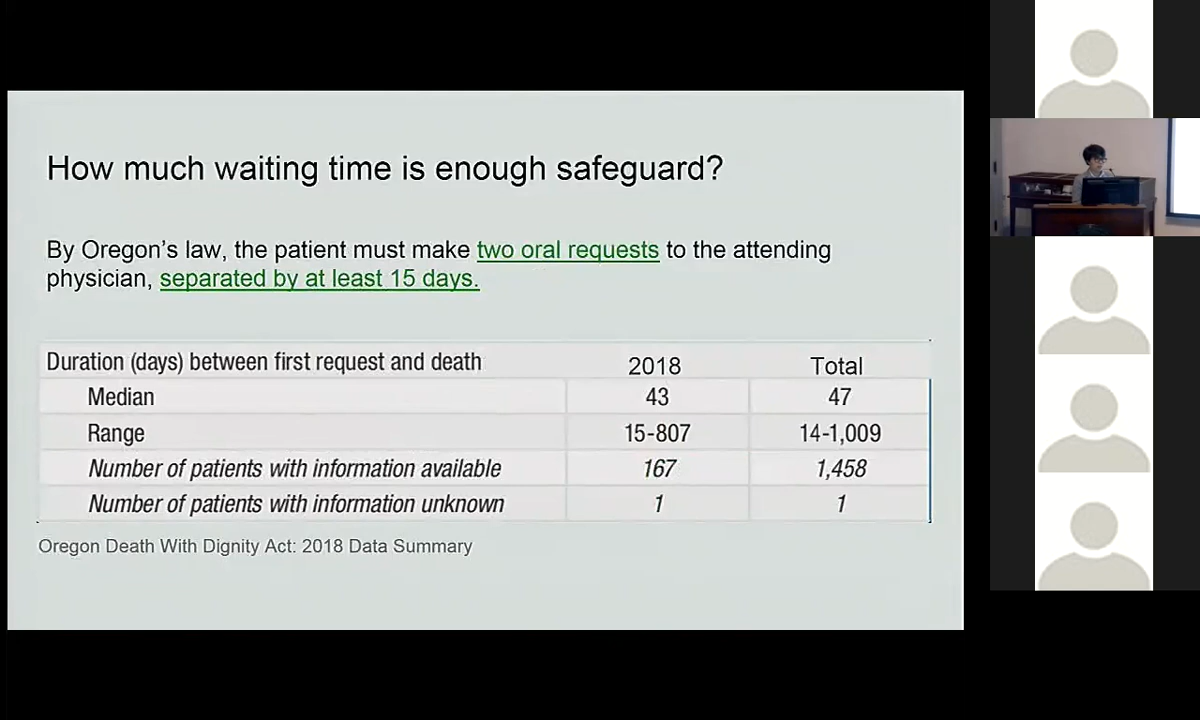 How much waiting time is enough safeguard?
By Oregon's law, the patient must make two oral requests to the attending
physician, separated by at least 15 days.
Duration (days) between first request and death 2018 Total
Median 43 47
Range 15-807 14-1,009
Number of patients with information available 167 1,458
Number of patients with information unknown 1 1
Oregon Death With Dignity Act: 2018 Data Summary